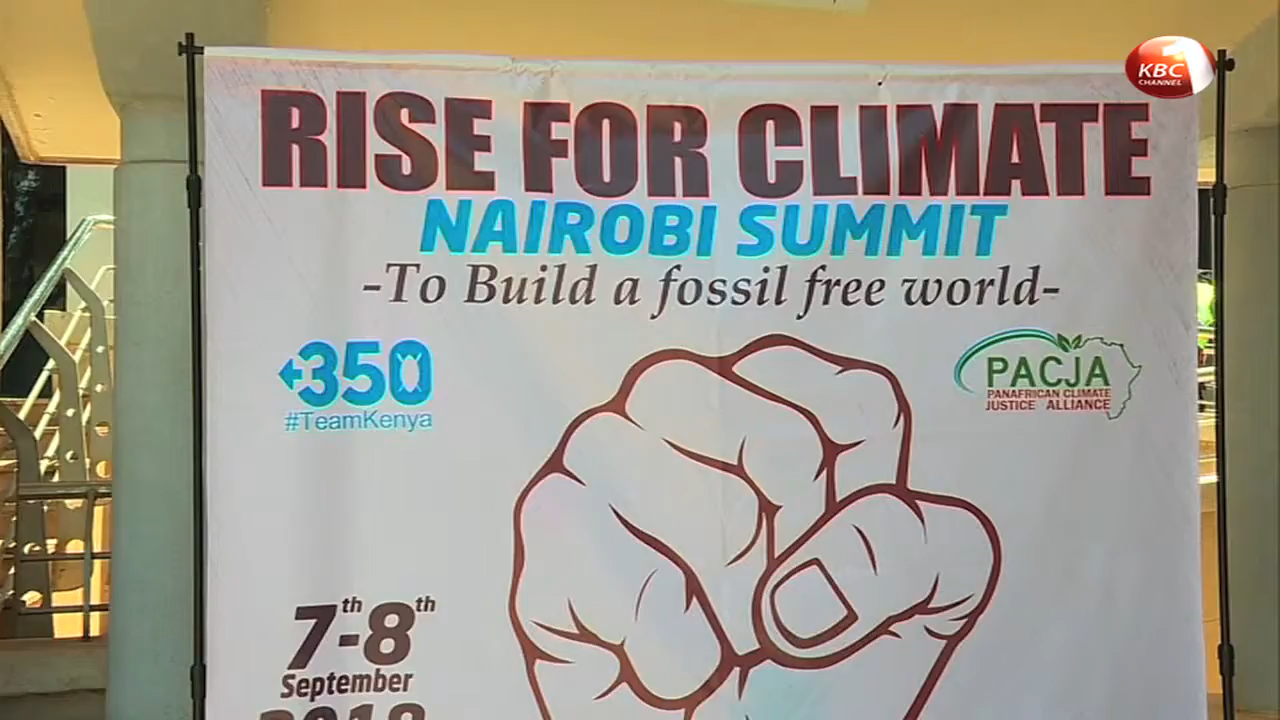 KBC 1
CHANNEL
RISE FOR CLIMATE
NAIROBI SUMMIT
-To Build a fossil free world-
350
#TeamKenya
PACJA
PANAFRICAN CLIMATE
JUSTICE ALLIANCE
7th-8th
September
2018